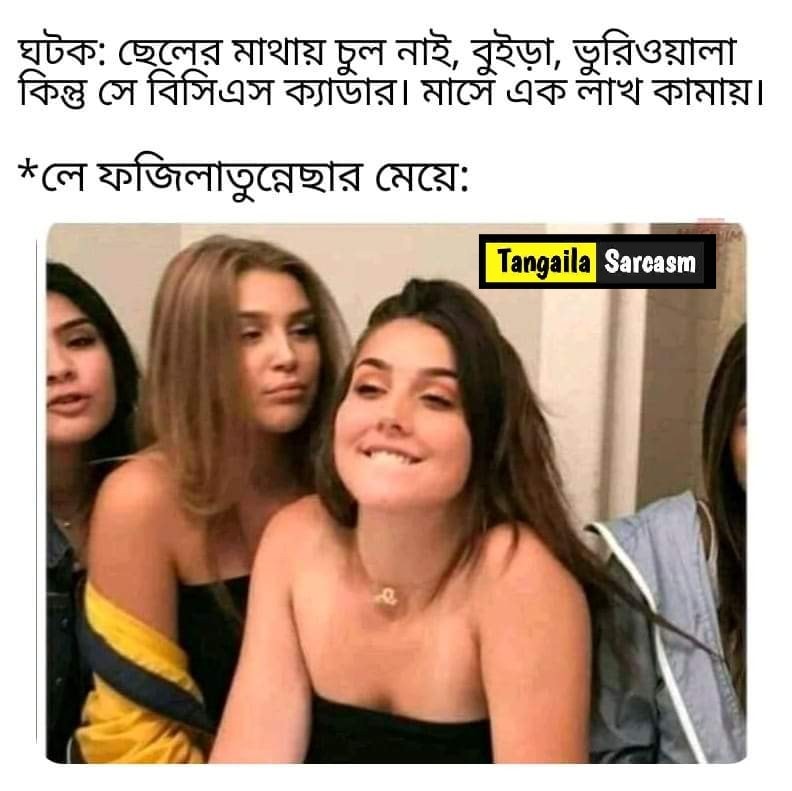 ঘটক: ছেলের মাথায় চুল নাই, বুইড়া, ভুরিওয়ালা
কিন্তু সে বিসিএস ক্যাডার। মাসে এক লাখ কামায়।
*লে ফজিলাতুন্নেছার মেয়ে:
Tangaila Sarcasm